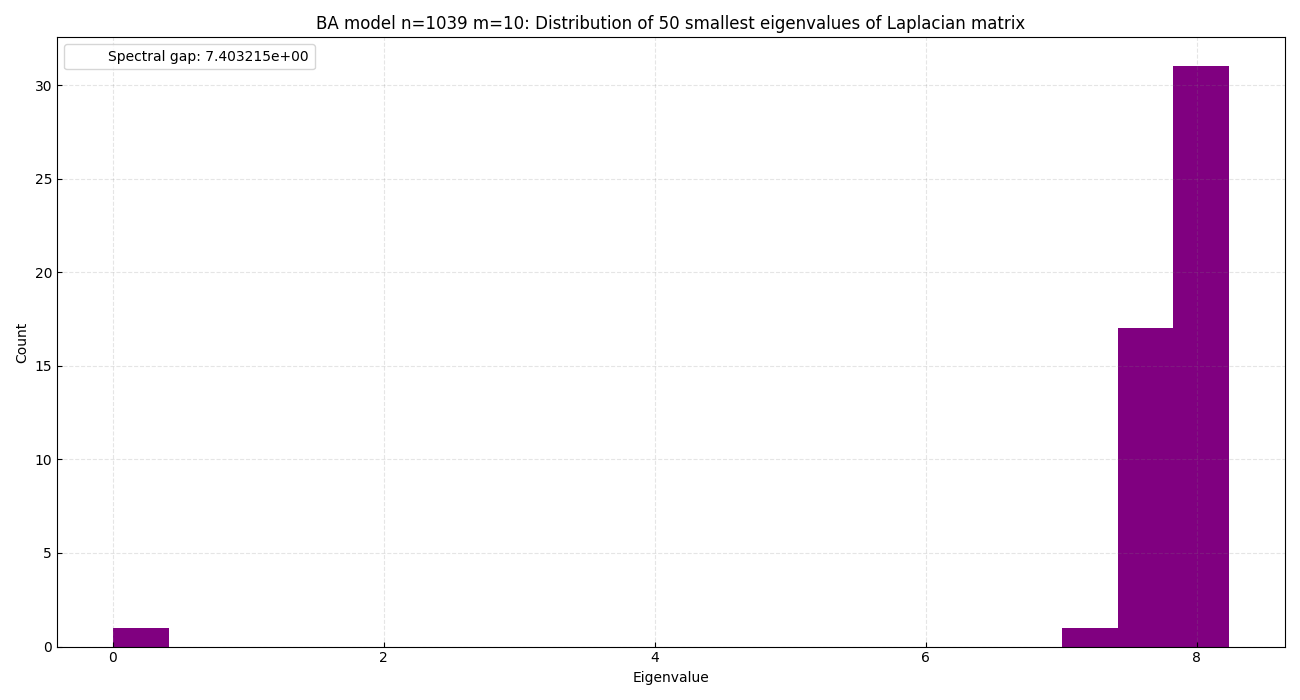 BA model n=1039 m=10: Distribution of 50 smallest eigenvalues of Laplacian matrix
Spectral gap: 7.403215e+00
Count
30
25
20
15
10
5
0
0 2 4 6 8
Eigenvalue